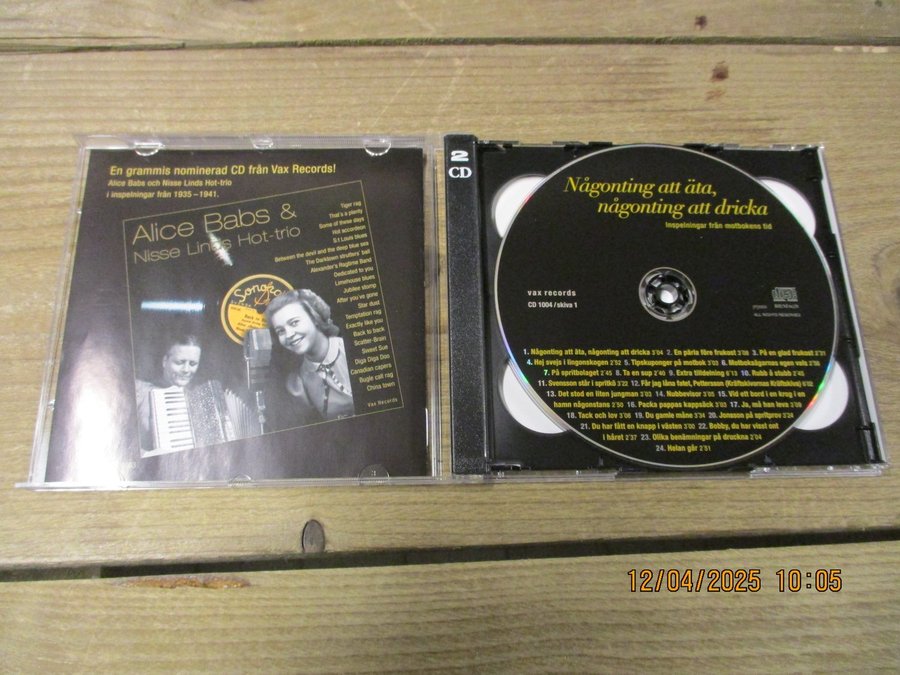 En grammis nominerad CD från Vax Records!
Alice Babs och Nisse Linds Hot-trio
i inspelningar från 1935–1941.
Alice Babs &
Nisse Linds Hot-trio
Tiger rag
That's a plenty
Some of these days
Hot accordeon
S:t Louis blues
Between the devil and the deep blue sea
The Darktown strutters' ball
Alexander's Ragtime Band
Dedicated to you
Limehouse blues
Jubilee stomp
After you've gone
Star dust
Temptation rag
Exactly like you
Back to back
Scatter-Brain
Sweet Sue
Diga Diga Doo
Canadian capers
Bugle call rag
China town
Vax Records
Sonora
2
CD
Någonting att äta,
någonting att dricka
Inspelningar från motbokens tid
vax records
CD 1004 / skiva 1
ALL RIGHTS RESERVED
1. Någonting att äta, någonting att dricka 3'04 2. En pärla före frukost 3'08 3. På en glad frukost
4. Hej svejs i lingonskogen 2'52 5. Tipskuponger på motbok 3'03 6. Motboksägarnas egen vals
7. På spritbolaget 2'45 8. Ta en sup 2'40 9. Extra tilldelning 6'13 10. Rubb å stubb 2'45
11. Svensson står i spritkö 3'22 12. Får jag låna fatet, Pettersson (Kräftskivornas Kräftskiva)
13. Det stod en liten jungman 3'03 14. Nubbevisor 3'05 15. Vid ett bord i en krog i en
hamn någonstans 2'50 16. Packa pappas kappsäck 3'03 17. Ja, må han leva 2'09
18. Tack och lov 3'06 19. Du gamle måne 3'34 20. Jonsson på spritprov 3'24
21. Du har fått en knapp i västen 3'00 22. Bobby, du har visst ont
i håret 2'37 23. Olika benämningar på druckna 2'04
24. Helan går 2'51
12/04/2025 10:05